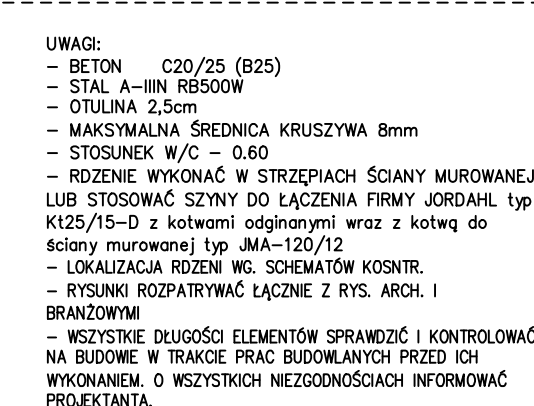 UWAGI:
– BETON C20/25 (B25)
– STAL A–IIIN RB500W
– OTULINA 2,5cm
– MAKSYMALNA ŚREDNICA KRUSZYWA 8mm
– STOSUNEK W/C – 0.60
– RDZENIE WYKONAĆ W STRZĘPIACH ŚCIANY MUROWANEJ
LUB STOSOWAĆ SZYNY DO ŁĄCZENIA FIRMY JORDAHL typ
Kt25/15–D z kotwami odginanymi wraz z kotwą do
ściany murowanej typ JMA–120/12
– LOKALIZACJA RDZENI WG. SCHEMATÓW KOSNTR.
– RYSUNKI ROZPATRYWAĆ ŁĄCZNIE Z RYS. ARCH. I
BRANŻOWYMI
– WSZYSTKIE DŁUGOŚCI ELEMENTÓW SPRAWDZIĆ I KONTROLOWAĆ
NA BUDOWIE W TRAKCIE PRAC BUDOWLANYCH PRZED ICH
WYKONANIEM. O WSZYSTKICH NIEZGODNOŚCIACH INFORMOWAĆ
PROJEKTANTA.